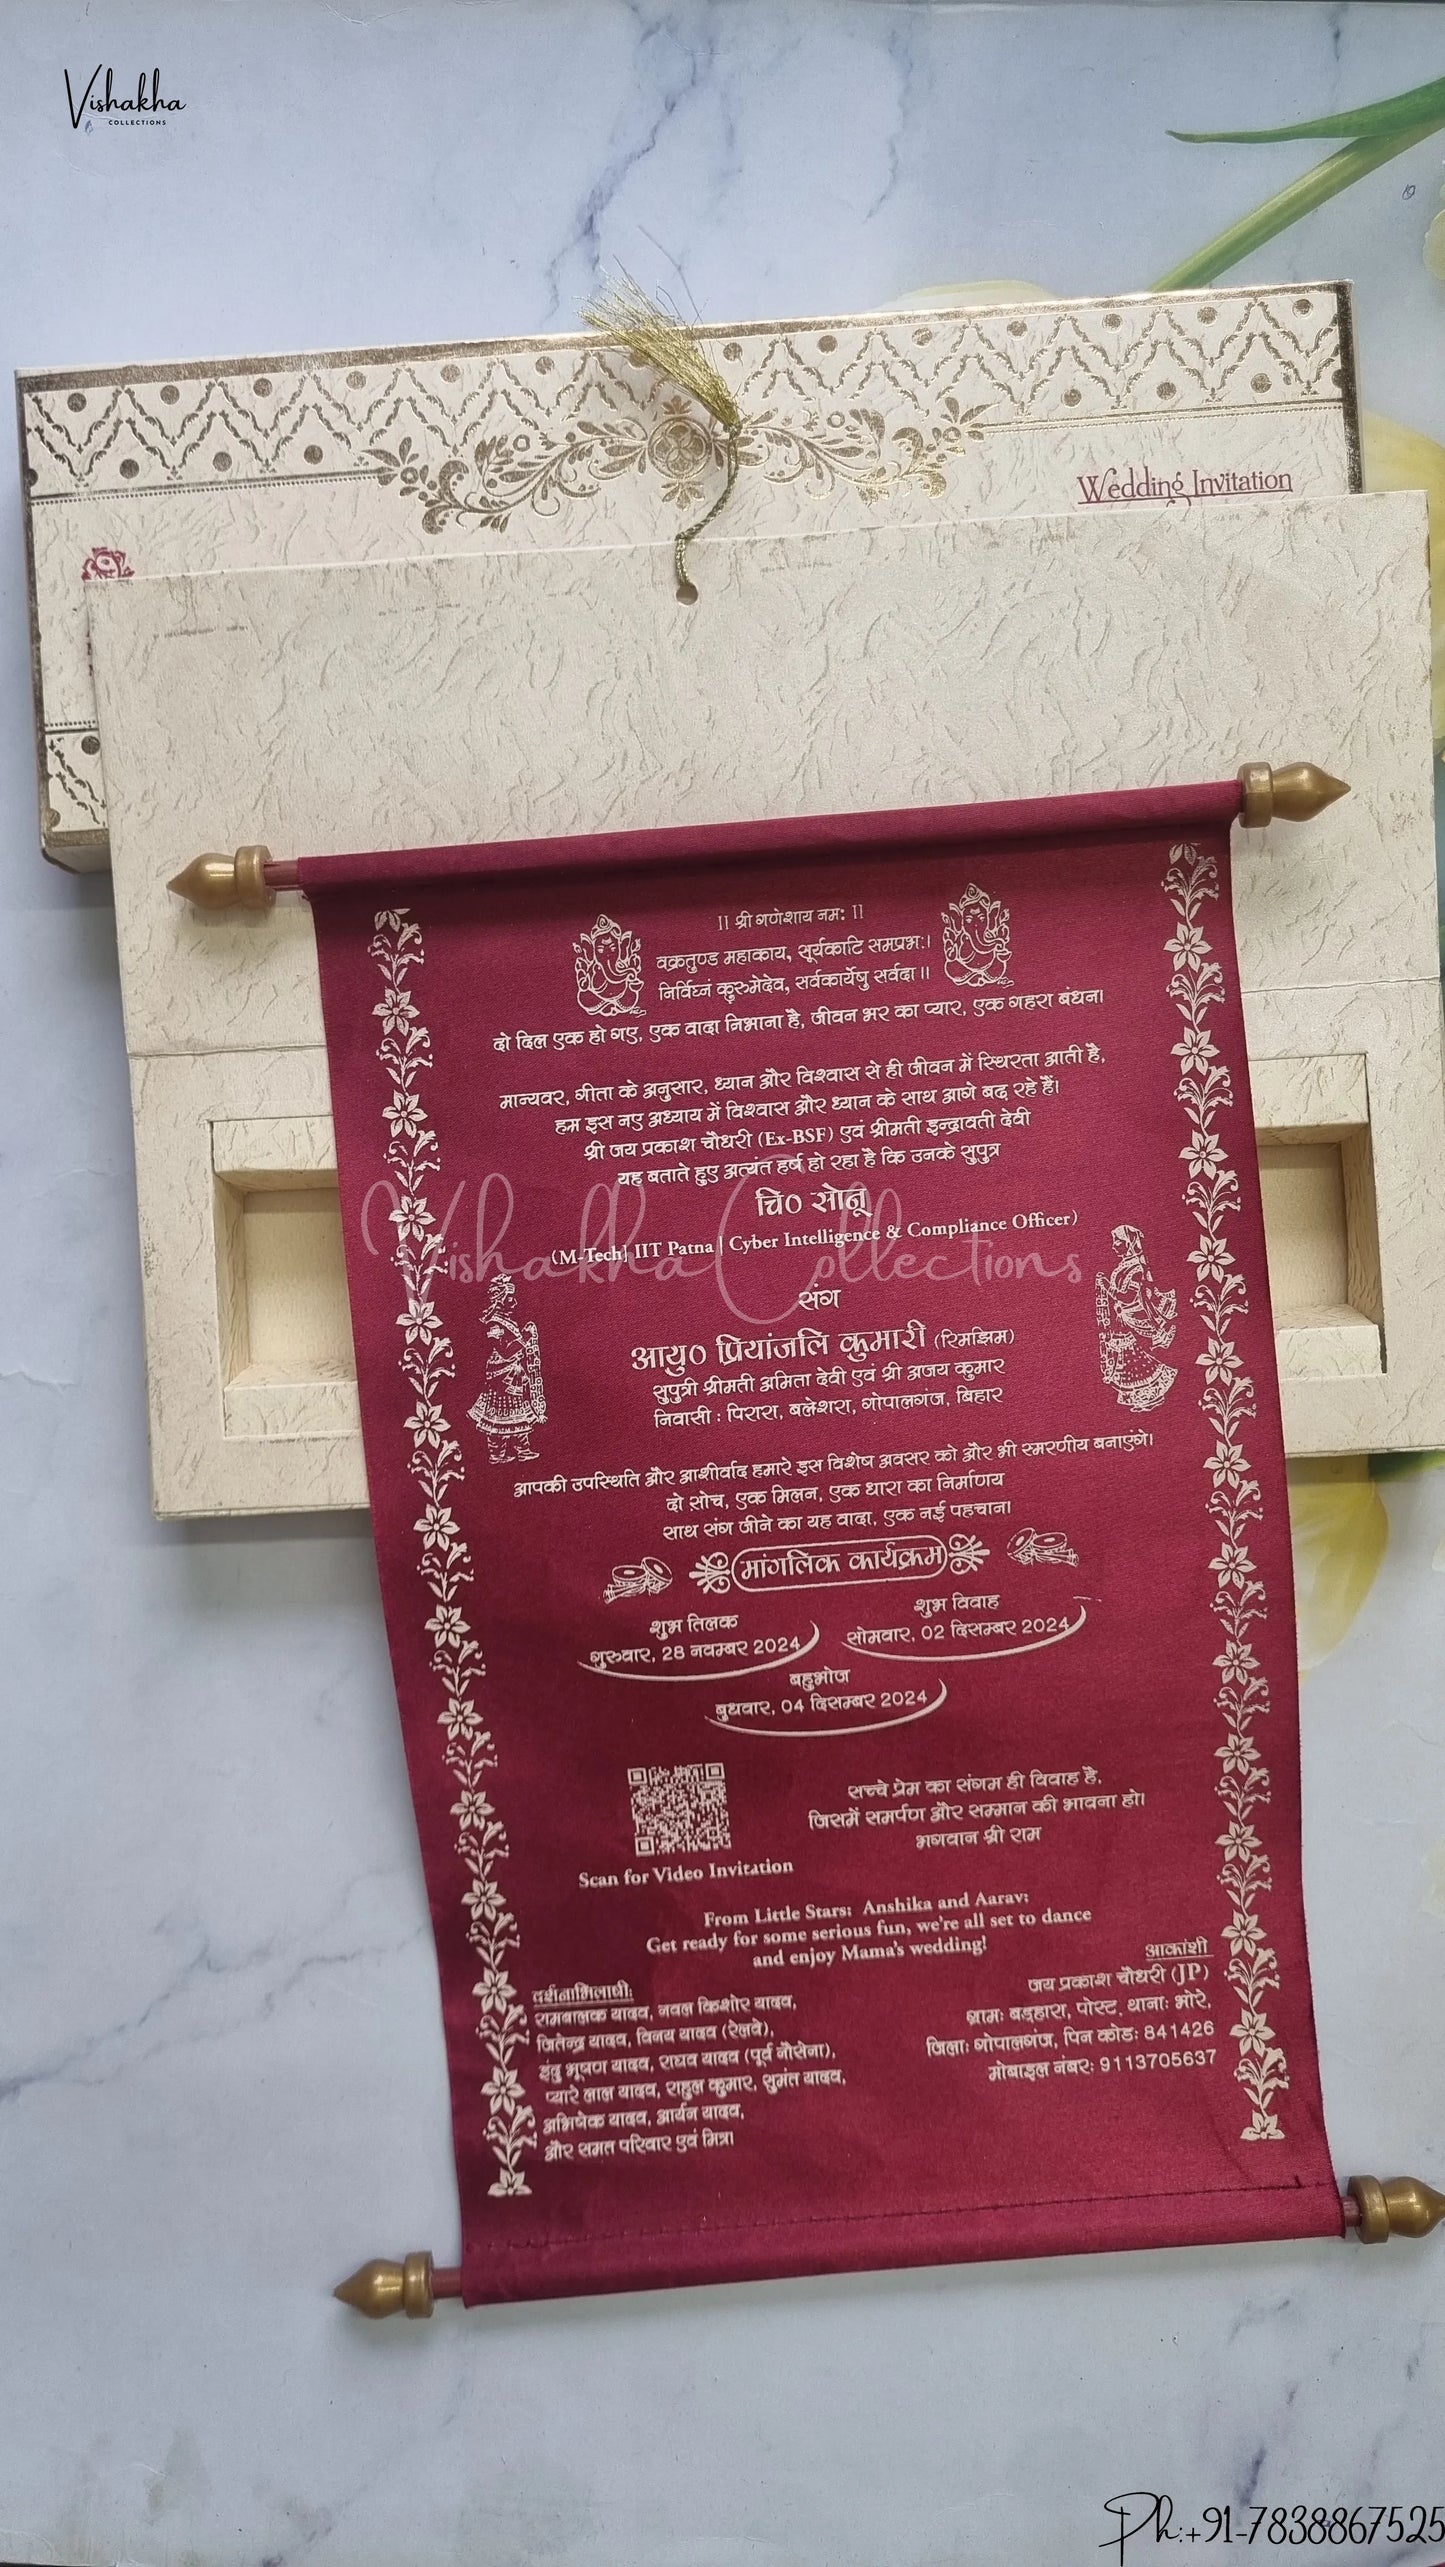 Vishakha
COLLECTIONS
Wedding Invitation
।। श्री गणेशाय नमः ।।
वक्रतुण्ड महाकाय, सूर्यकाटि समप्रभः।
निर्विघ्नं कुरुमेदेव, सर्वकार्येषु सर्वदा।।
दो दिल एक हो गए, एक वादा निभाना है, जीवन भर का प्यार, एक गहरा बंधन।
मान्यवर, गीता के अनुसार, ध्यान और विश्वास से ही जीवन में स्थिरता आती है,
हम इस नए अध्याय में विश्वास और ध्यान के साथ आगे बढ़ रहे हैं।
श्री जय प्रकाश चौधरी (Ex-BSF) एवं श्रीमती इन्द्रावती देवी
यह बताते हुए अत्यंत हर्ष हो रहा है कि उनके सुपुत्र
चि० सोनू
(M-Tech| IIT Patna | Cyber Intelligence & Compliance Officer)
Vishakha Collections
संग
आयु० प्रियांजलि कुमारी (रिमझिम)
सुपुत्री श्रीमती अमिता देवी एवं श्री अजय कुमार
निवासी : पिरारा, बलेशरा, गोपालगंज, बिहार
आपकी उपस्थिति और आशीर्वाद हमारे इस विशेष अवसर को और भी स्मरणीय बनाएंगे।
दो सोच, एक मिलन, एक धारा का निर्माणय
साथ संग जीने का यह वादा, एक नई पहचान।
मांगलिक कार्यक्रम
शुभ तिलक
गुरुवार, 28 नवम्बर 2024
शुभ विवाह
सोमवार, 02 दिसम्बर 2024
बहुभोज
बुधवार, 04 दिसम्बर 2024
सच्चे प्रेम का संगम ही विवाह है,
जिसमें समर्पण और सम्मान की भावना हो।
भगवान श्री राम
Scan for Video Invitation
From Little Stars: Anshika and Aarav:
Get ready for some serious fun, we're all set to dance
and enjoy Mama's wedding!
दर्शनाभिलाषी:
रामबालक यादव, नवल किशोर यादव,
जितेन्द्र यादव, विनय यादव (रेलवे),
इंदु भूषण यादव, राघव यादव (पूर्व नौसेना),
प्यारे लाल यादव, राहुल कुमार, सुमंत यादव,
अभिषेक यादव, आर्यन यादव,
और समत परिवार एवं मित्र।
आकांशी
जय प्रकाश चौधरी (JP)
ग्रामः बड़हारा, पोस्ट, थानाः भोरे,
जिलाः गोपालगंज, पिन कोडः 841426
मोबाइल नंबरः 9113705637
Ph:+91-7838867525